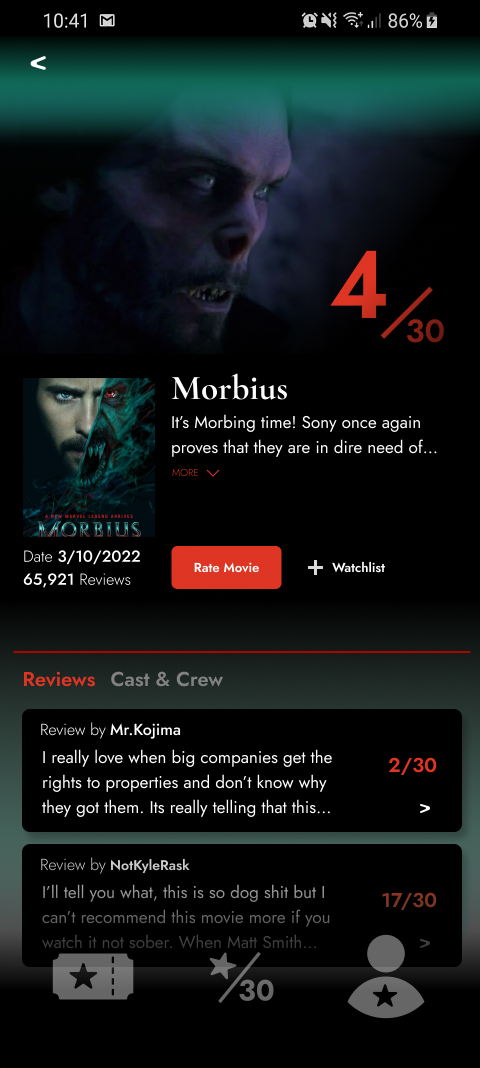 10:41
86%
<
4/30
Morbius
It's Morbing time! Sony once again
proves that they are in dire need of...
MORE
A NEW MARVEL LEGEND ARRIVES
MORBIUS
Date 3/10/2022
65,921 Reviews
Rate Movie
+ Watchlist
Reviews
Cast & Crew
Review by Mr.Kojima
I really love when big companies get the
rights to properties and don't know why
they got them. Its really telling that this...
2/30
>
Review by NotKyleRask
I'll tell you what, this is so dog shit but I
can't recommend this movie more if you
watch it not sober. When Matt Smith...
17/30
>
/30